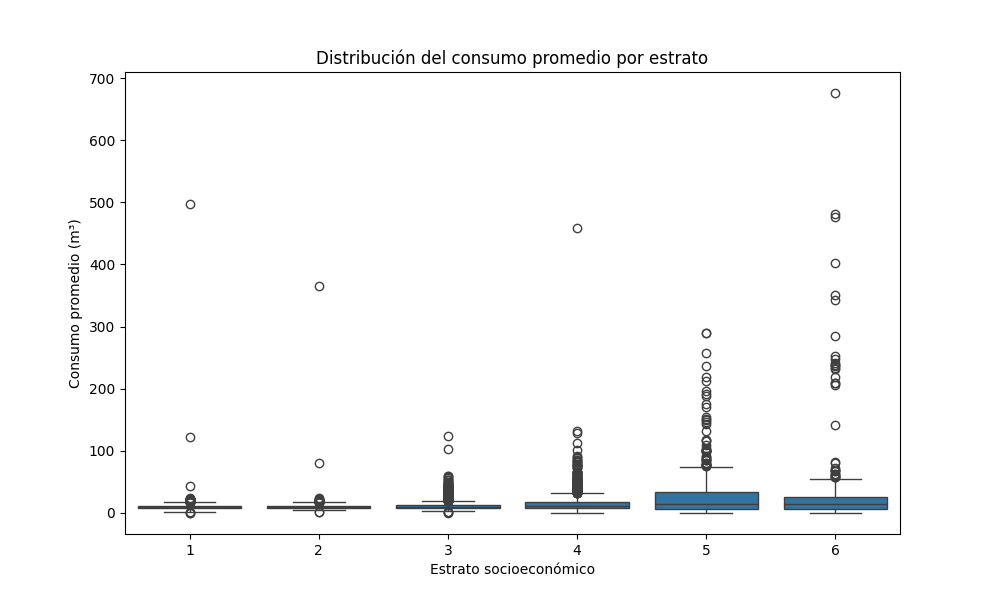 Distribución del consumo promedio por estrato
Consumo promedio (m³)
700
600
500
400
300
200
100
0
1 2 3 4 5 6
Estrato socioeconómico